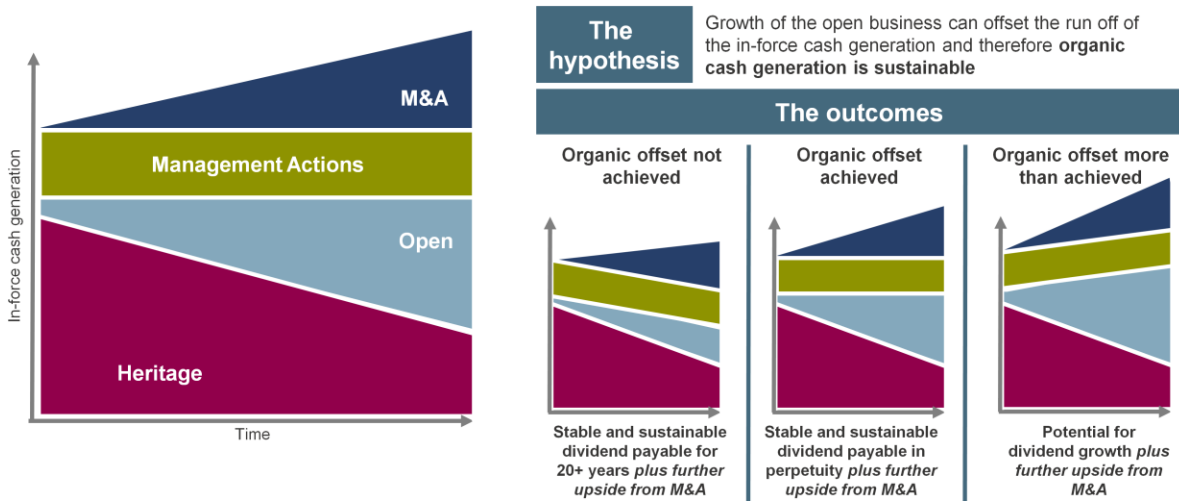 In-force cash generation
M&A
Management Actions
Open
Heritage
Time
The
hypothesis
Growth of the open business can offset the run off of
the in-force cash generation and therefore organic
cash generation is sustainable
The outcomes
Organic offset not
achieved
Stable and sustainable
dividend payable for
20+ years plus further
upside from M&A
Organic offset
achieved
Stable and sustainable
dividend payable in
perpetuity plus further
upside from M&A
Organic offset more
than achieved
Potential for
dividend growth plus
further upside from
M&A